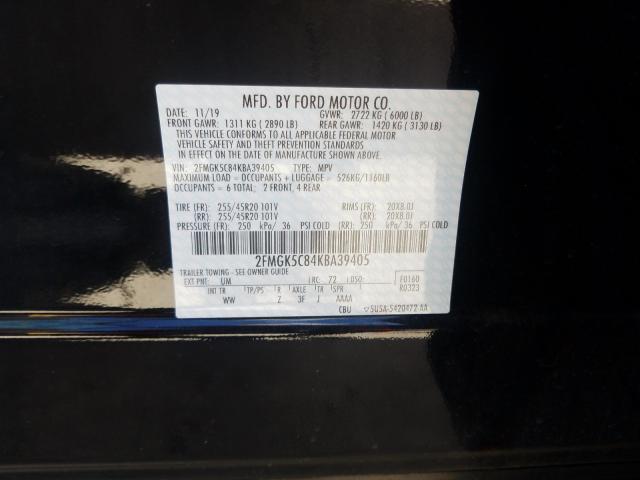 MFD. BY FORD MOTOR CO.
DATE: 11/19 GVWR: 2722 KG ( 6000 LB)
FRONT GAWR: 1311 KG ( 2890 LB) REAR GAWR: 1420 KG ( 3130 LB)
THIS VEHICLE CONFORMS TO ALL APPLICABLE FEDERAL MOTOR
VEHICLE SAFETY AND THEFT PREVENTION STANDARDS
IN EFFECT ON THE DATE OF MANUFACTURE SHOWN ABOVE.
VIN: 2FMGK5C84KBA39405 TYPE: MPV
MAXIMUM LOAD = OCCUPANTS + LUGGAGE = 526KG/1160LB
OCCUPANTS = 6 TOTAL: 2 FRONT, 4 REAR
TIRE (FR): 255/45R20 101V RIMS (FR): 20X8.0J
(RR): 255/45R20 101V (RR): 20X8.0J
PRESSURE (FR): 250 kPa/ 36 PSI COLD (RR): 250 kPa/ 36 PSI COLD
2FMGK5C84KBA39405
TRAILER TOWING - SEE OWNER GUIDE
EXT PNT: UM RC: 72 DSO: F0160
INT TR TP/PS R AXLE TR SPR R0323
WW Z 3F J AAAA
CBU 5U5A-5420472 AA